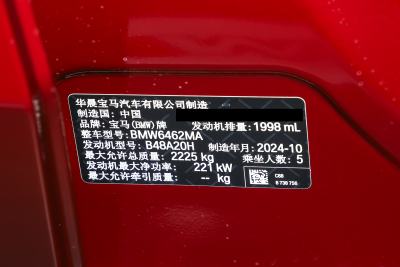 华晨宝马汽车有限公司制造
制造国：中国
品牌：宝马(BMW)牌 发动机排量：1998 mL
整车型号：BMW6462MA
发动机型号：B48A20H 制造年月：2024-10
最大允许总质量：2225 kg 乘坐人数：5
发动机最大净功率：221 kW
最大允许牵引质量：-- kg